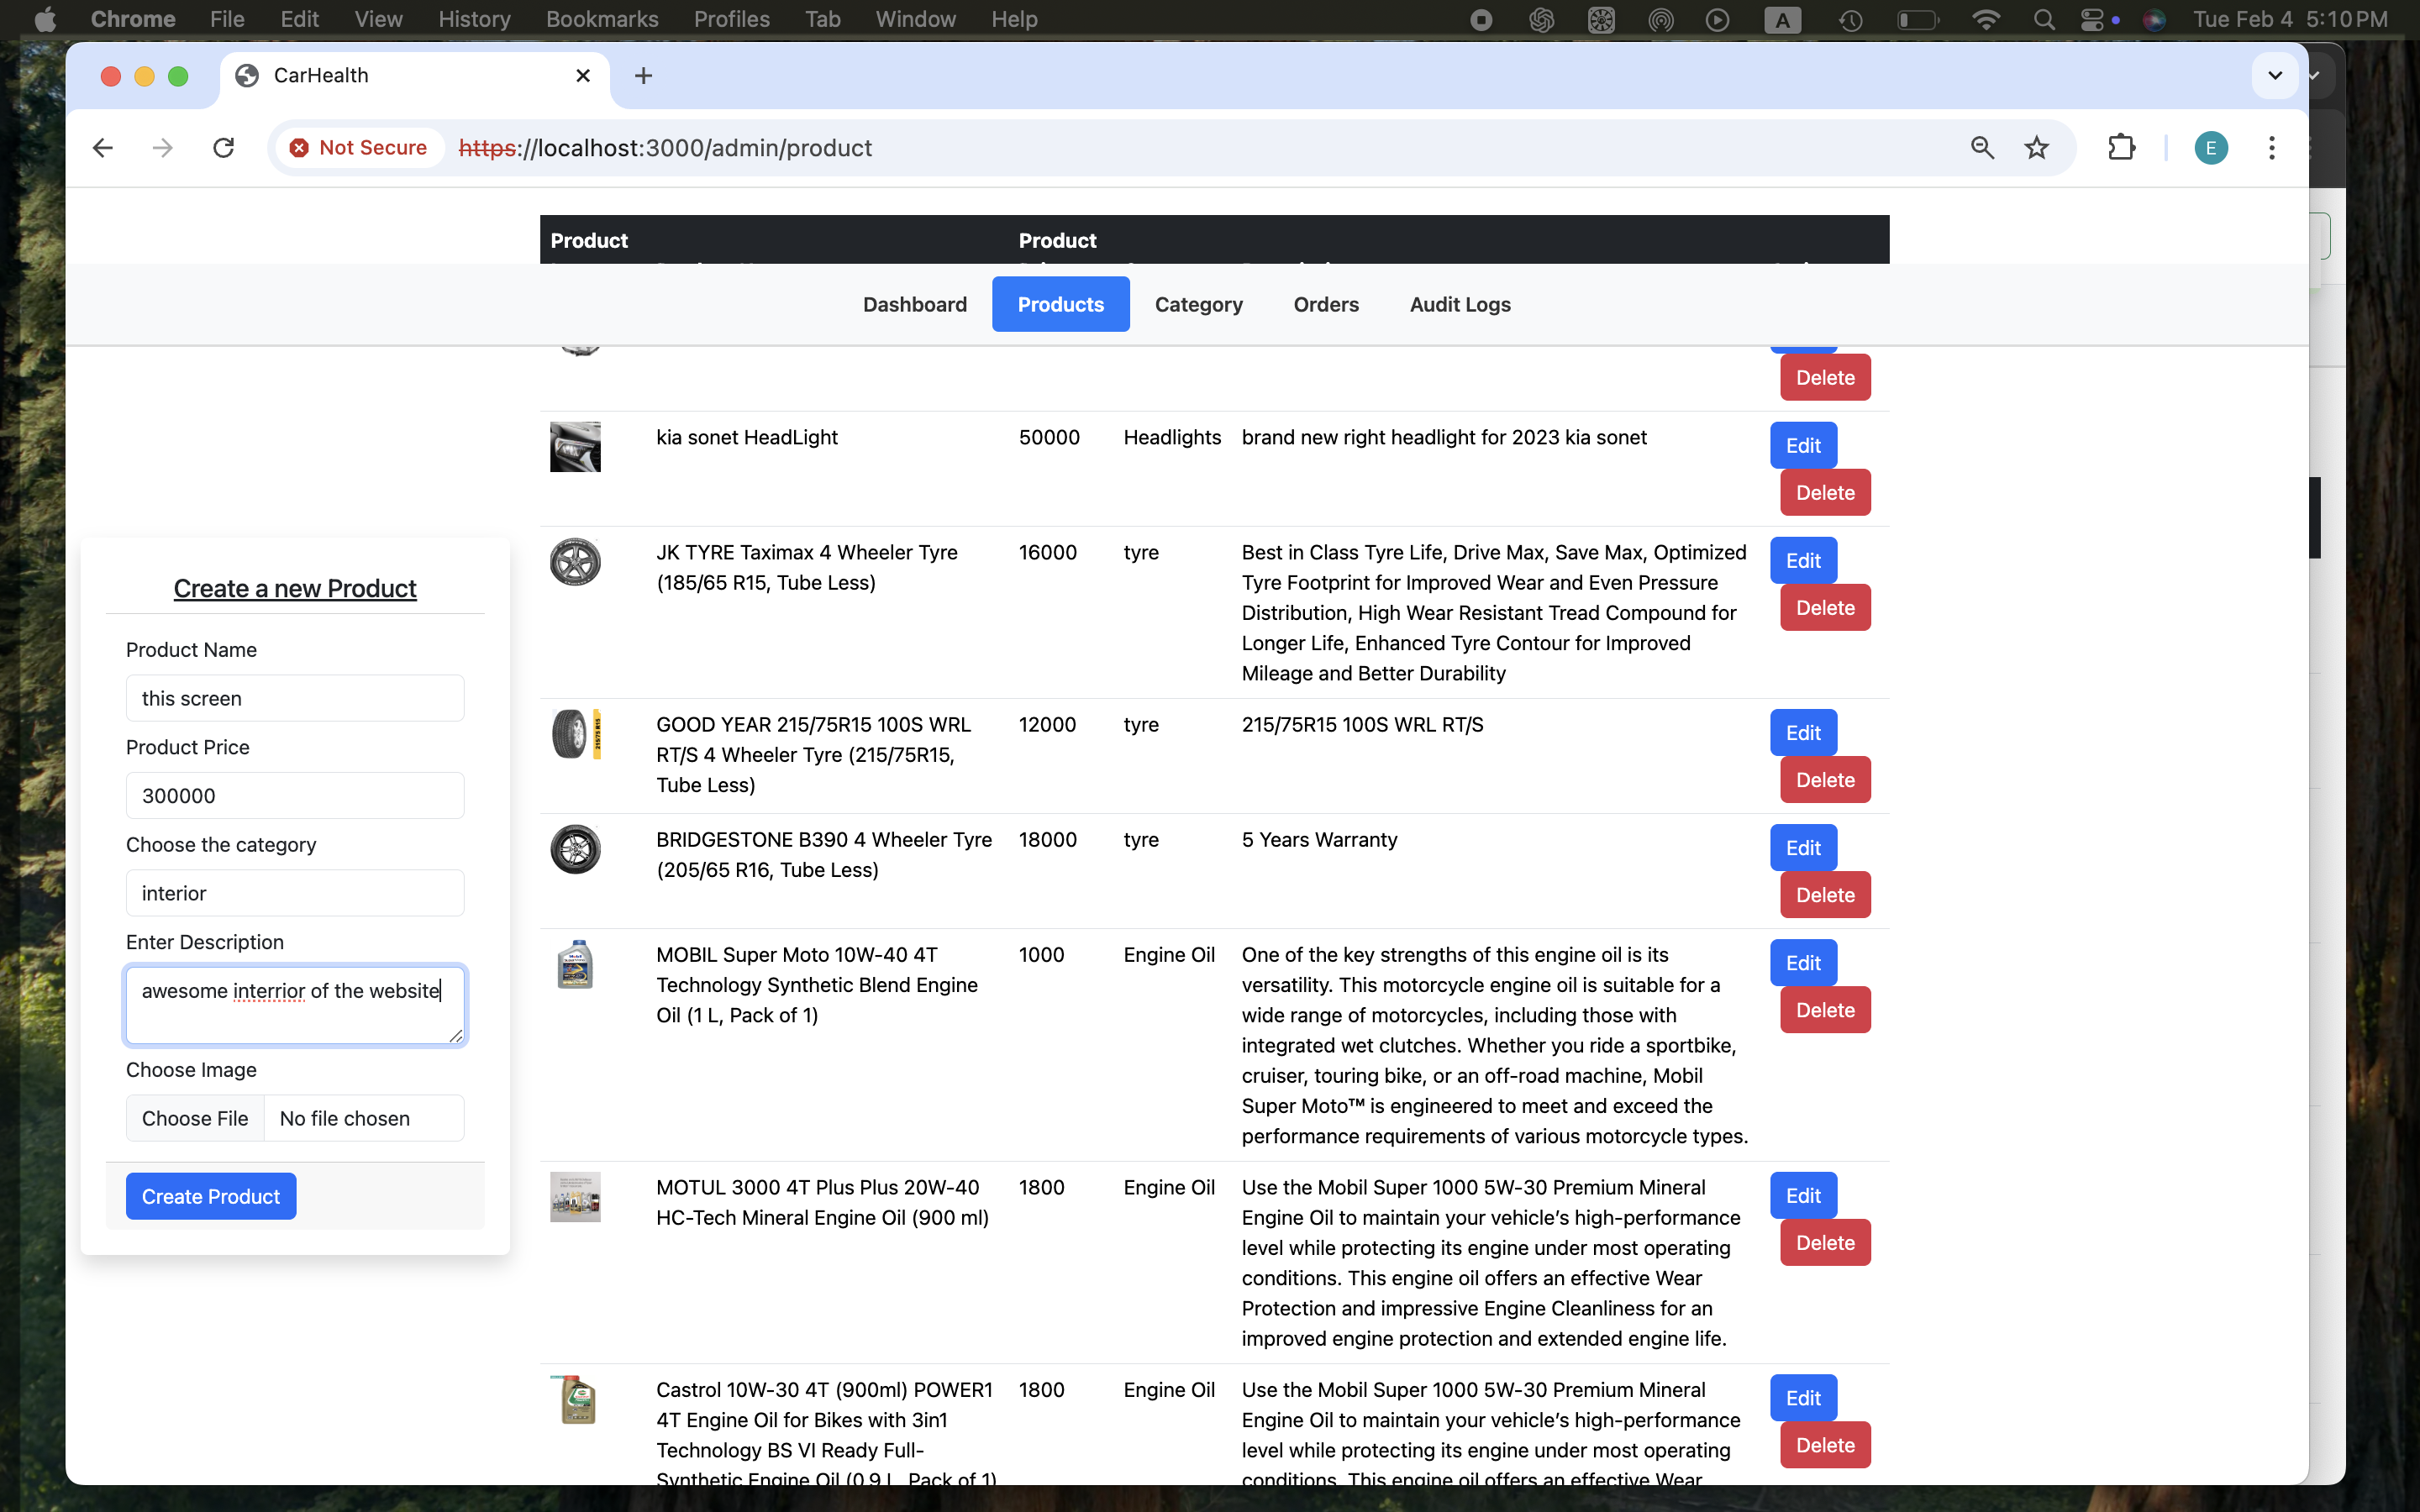 Chrome File Edit View History Bookmarks Profiles Tab Window Help A Tue Feb 4 5:10 PM
CarHealth
Not Secure https://localhost:3000/admin/product E
Product Product
Dashboard Products Category Orders Audit Logs
Delete
kia sonet HeadLight 50000 Headlights brand new right headlight for 2023 kia sonet Edit
Delete
JK TYRE Taximax 4 Wheeler Tyre 16000 tyre Best in Class Tyre Life, Drive Max, Save Max, Optimized Edit
(185/65 R15, Tube Less) Tyre Footprint for Improved Wear and Even Pressure
Distribution, High Wear Resistant Tread Compound for Delete
Longer Life, Enhanced Tyre Contour for Improved
Mileage and Better Durability
GOOD YEAR 215/75R15 100S WRL 12000 tyre 215/75R15 100S WRL RT/S Edit
RT/S 4 Wheeler Tyre (215/75R15,
Tube Less) Delete
BRIDGESTONE B390 4 Wheeler Tyre 18000 tyre 5 Years Warranty Edit
(205/65 R16, Tube Less)
Delete
MOBIL Super Moto 10W-40 4T 1000 Engine Oil One of the key strengths of this engine oil is its Edit
Technology Synthetic Blend Engine versatility. This motorcycle engine oil is suitable for a
Oil (1 L, Pack of 1) wide range of motorcycles, including those with Delete
integrated wet clutches. Whether you ride a sportbike,
cruiser, touring bike, or an off-road machine, Mobil
Super Moto™ is engineered to meet and exceed the
performance requirements of various motorcycle types.
MOTUL 3000 4T Plus Plus 20W-40 1800 Engine Oil Use the Mobil Super 1000 5W-30 Premium Mineral Edit
HC-Tech Mineral Engine Oil (900 ml) Engine Oil to maintain your vehicle's high-performance
level while protecting its engine under most operating Delete
conditions. This engine oil offers an effective Wear
Protection and impressive Engine Cleanliness for an
improved engine protection and extended engine life.
Castrol 10W-30 4T (900ml) POWER1 1800 Engine Oil Use the Mobil Super 1000 5W-30 Premium Mineral Edit
4T Engine Oil for Bikes with 3in1 Engine Oil to maintain your vehicle's high-performance
Technology BS VI Ready Full- level while protecting its engine under most operating Delete
Synthetic Engine Oil (0.9 L, Pack of 1) conditions. This engine oil offers an effective Wear
Create a new Product
Product Name
this screen
Product Price
300000
Choose the category
interior
Enter Description
awesome interrior of the website
Choose Image
Choose File No file chosen
Create Product